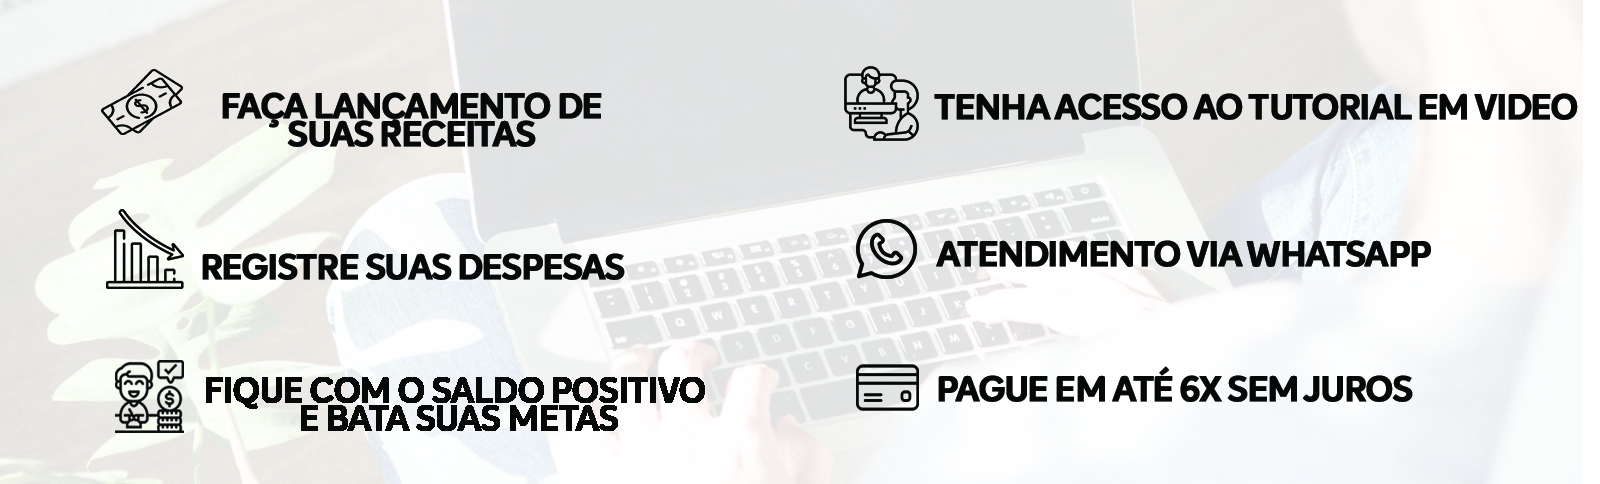 FAÇA LANÇAMENTO DE
SUAS RECEITAS
REGISTRE SUAS DESPESAS
FIQUE COM O SALDO POSITIVO
E BATA SUAS METAS
TENHA ACESSO AO TUTORIAL EM VIDEO
ATENDIMENTO VIA WHATSAPP
PAGUE EM ATÉ 6X SEM JUROS